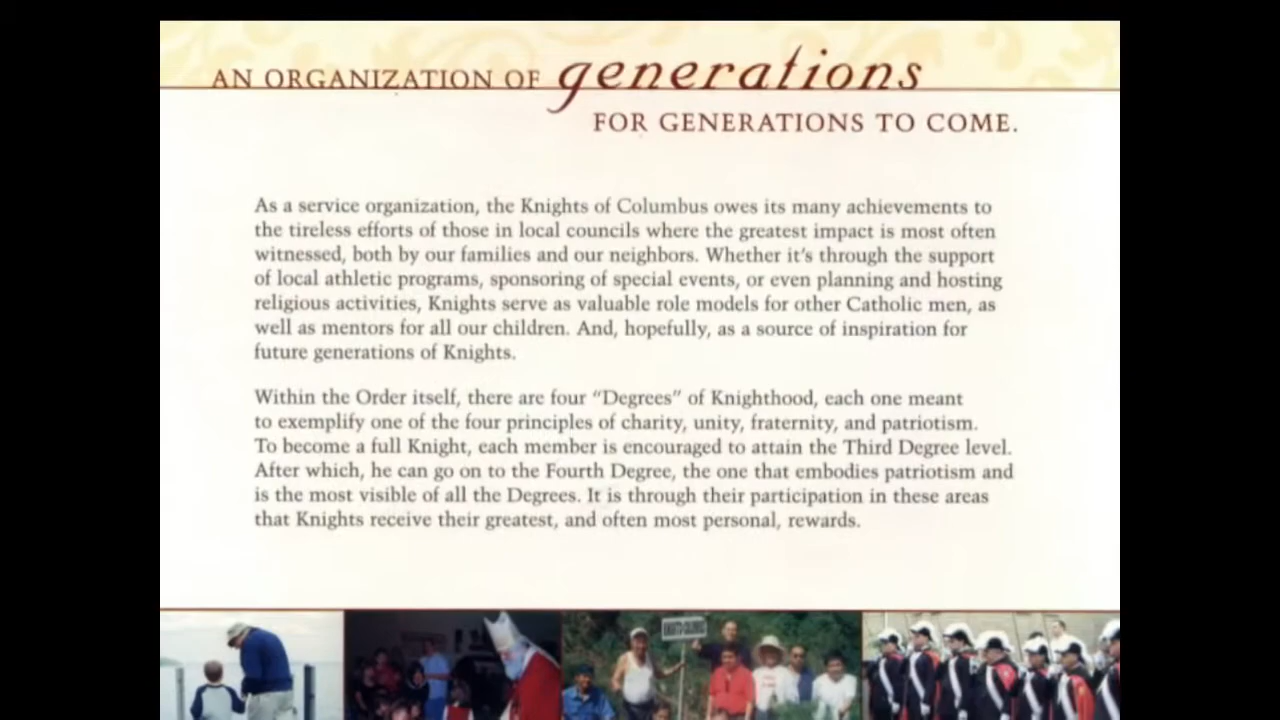 AN ORGANIZATION OF generations
FOR GENERATIONS TO COME.
As a service organization, the Knights of Columbus owes its many achievements to
the tireless efforts of those in local councils where the greatest impact is most often
witnessed, both by our families and our neighbors. Whether it's through the support
of local athletic programs, sponsoring of special events, or even planning and hosting
religious activities, Knights serve as valuable role models for other Catholic men, as
well as mentors for all our children. And, hopefully, as a source of inspiration for
future generations of Knights.
Within the Order itself, there are four “Degrees” of Knighthood, each one meant
to exemplify one of the four principles of charity, unity, fraternity, and patriotism.
To become a full Knight, each member is encouraged to attain the Third Degree level.
After which, he can go on to the Fourth Degree, the one that embodies patriotism and
is the most visible of all the Degrees. It is through their participation in these areas
that Knights receive their greatest, and often most personal, rewards.